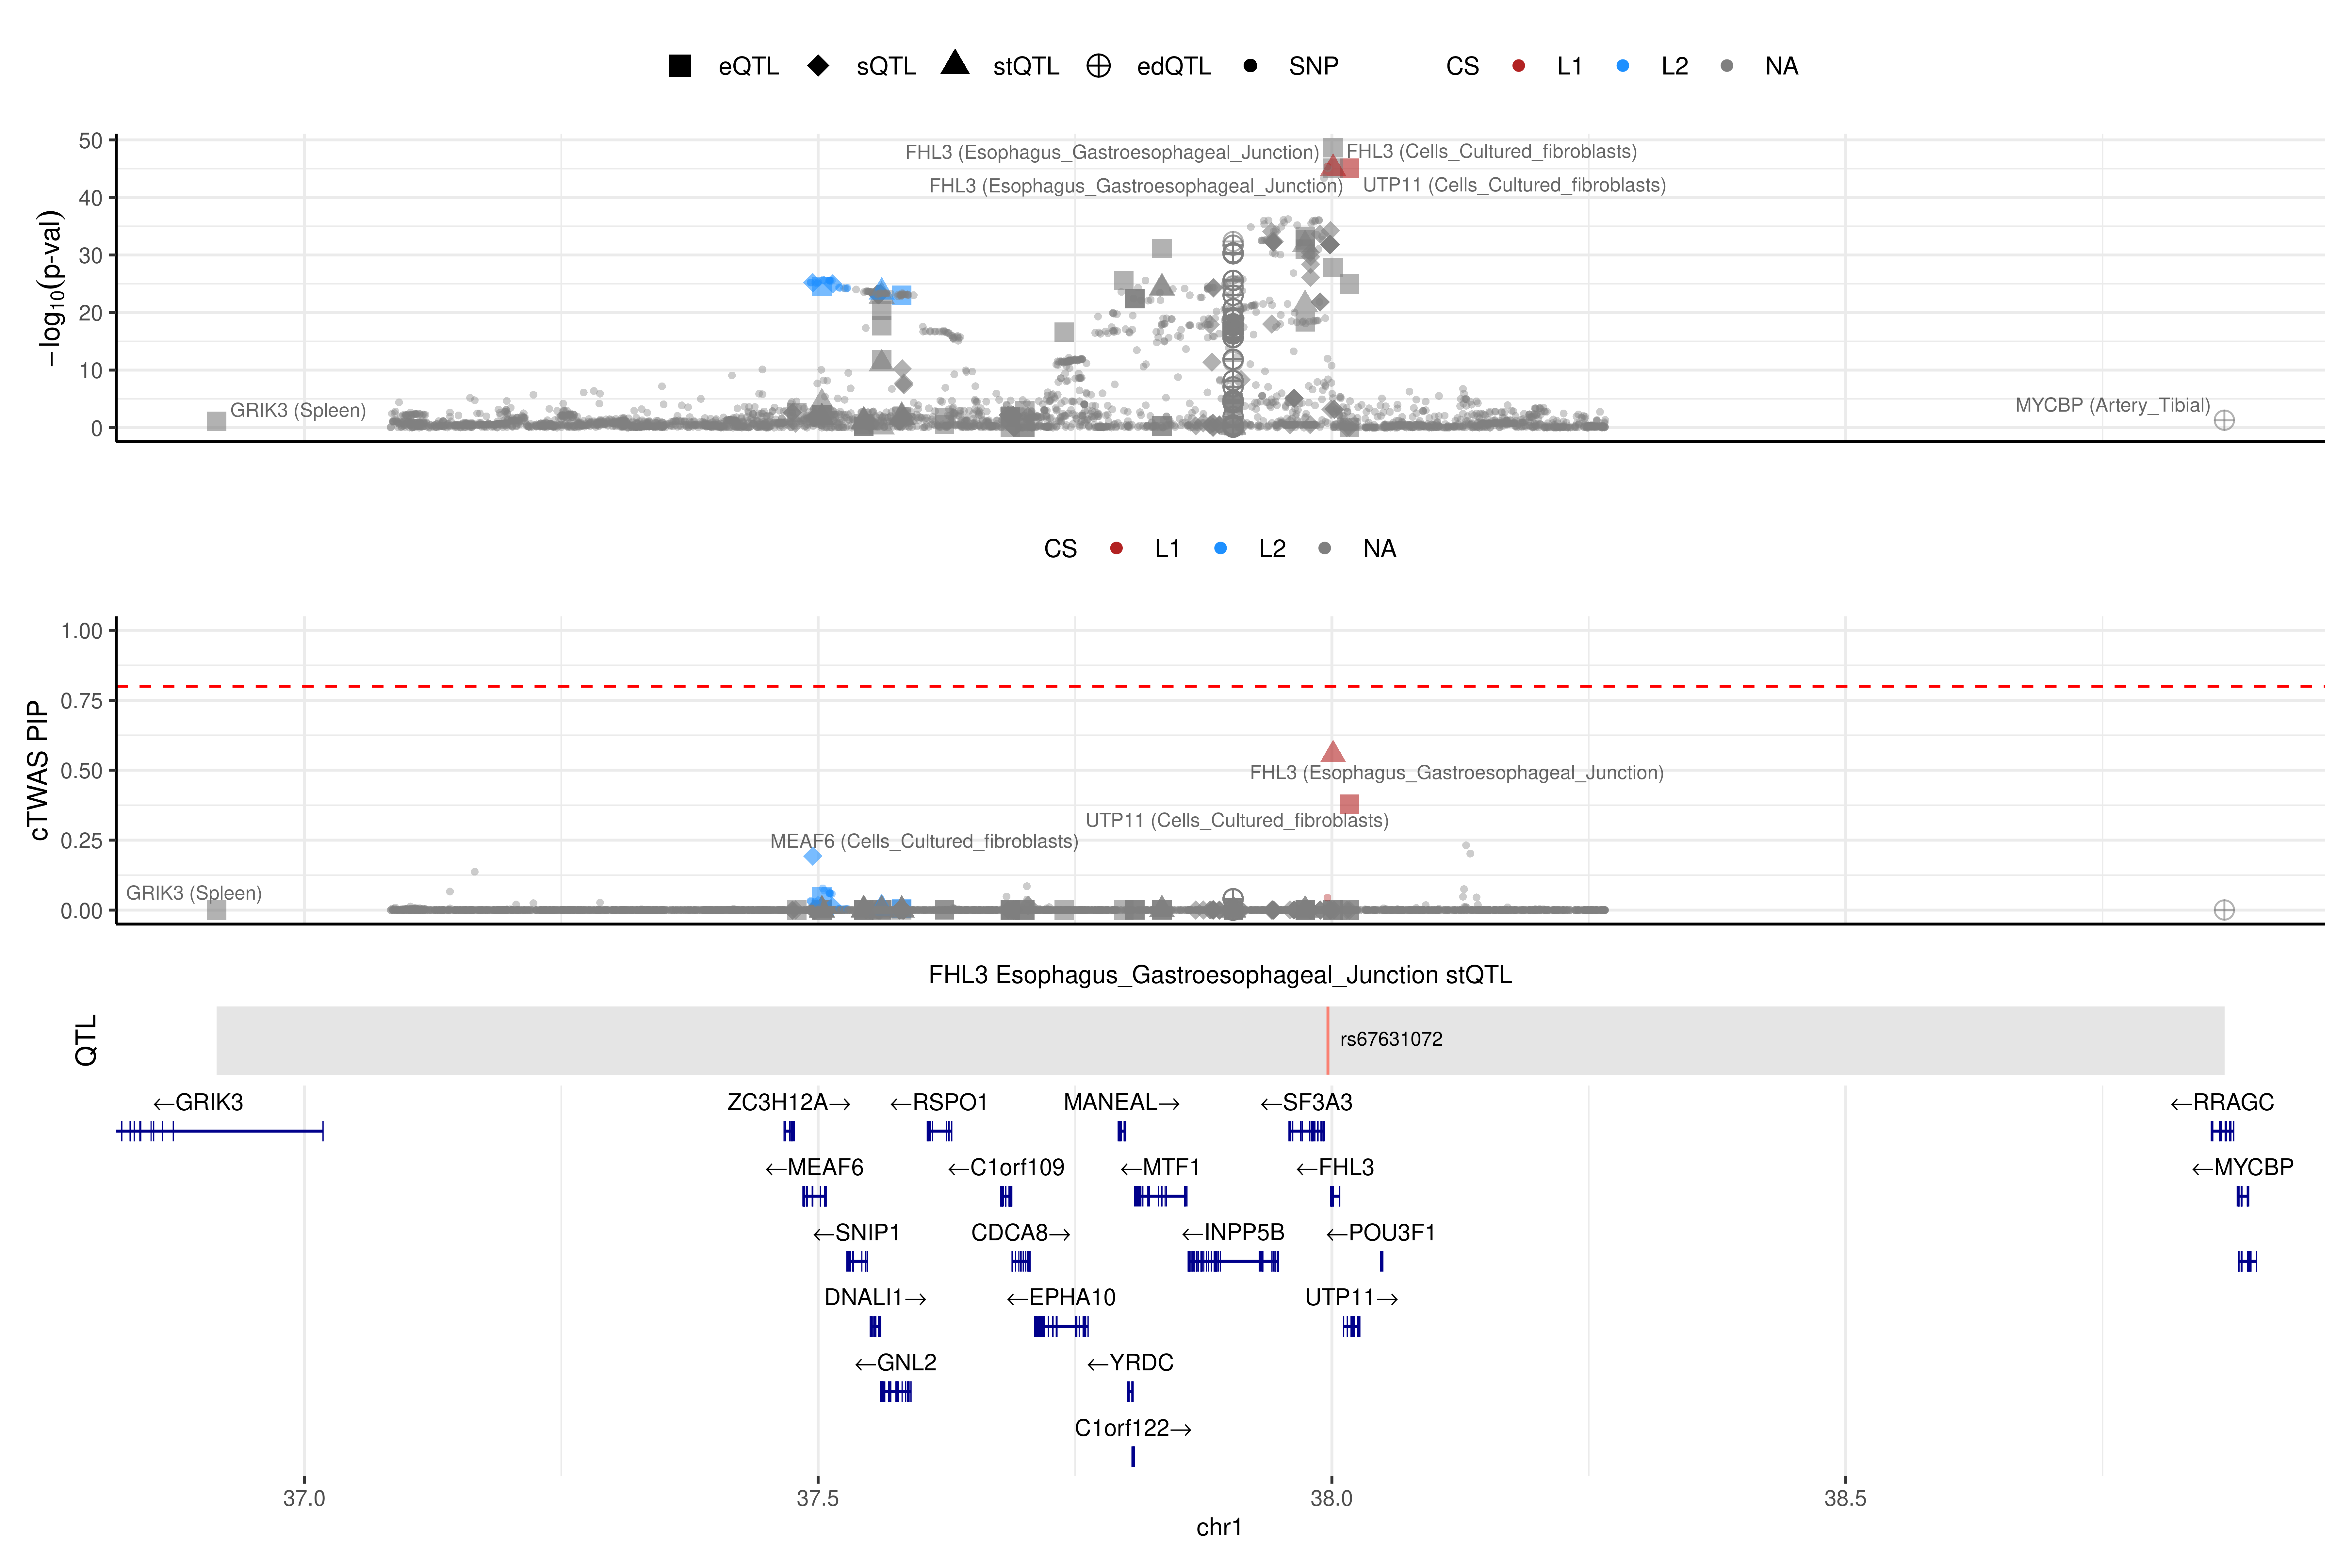 eQTL sQTL stQTL edQTL SNP CS L1 L2 NA
50
40
30
20
10
0
−log10(p-val)
FHL3 (Esophagus_Gastroesophageal_Junction) FHL3 (Cells_Cultured_fibroblasts)
FHL3 (Esophagus_Gastroesophageal_Junction) UTP11 (Cells_Cultured_fibroblasts)
GRIK3 (Spleen)
MYCBP (Artery_Tibial)
CS L1 L2 NA
1.00
0.75
0.50
0.25
0.00
cTWAS PIP
FHL3 (Esophagus_Gastroesophageal_Junction)
UTP11 (Cells_Cultured_fibroblasts)
MEAF6 (Cells_Cultured_fibroblasts)
GRIK3 (Spleen)
FHL3 Esophagus_Gastroesophageal_Junction stQTL
QTL
rs67631072
←GRIK3 ZC3H12A→ ←RSPO1 MANEAL→ ←SF3A3 ←RRAGC
←MEAF6 ←C1orf109 ←MTF1 ←FHL3 ←MYCBP
←SNIP1 CDCA8→ ←INPP5B ←POU3F1
DNALI1→ ←EPHA10 UTP11→
←GNL2 ←YRDC
C1orf122→
37.0 37.5 38.0 38.5
chr1